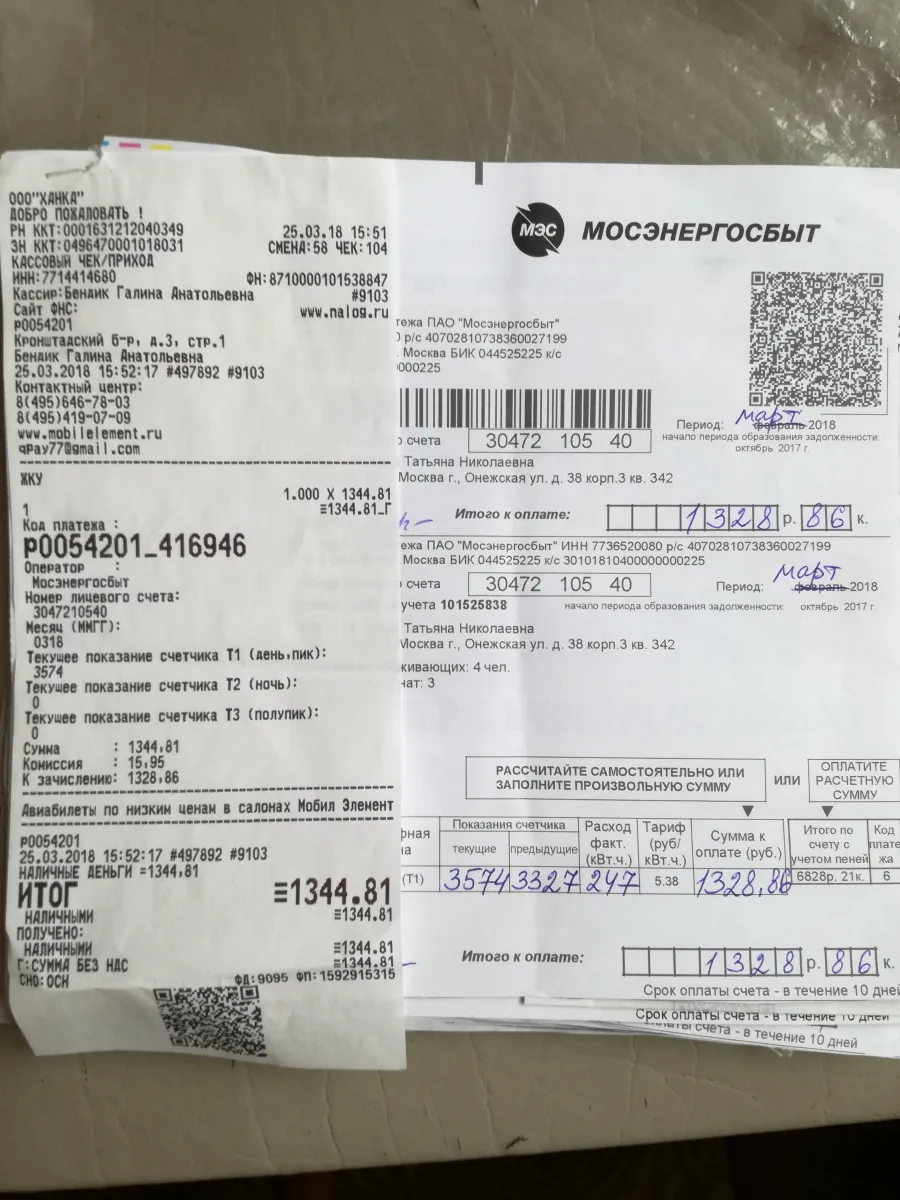 ООО"ХАНКА"
ДОБРО ПОЖАЛОВАТЬ !
РН ККТ:0001631212040349 25.03.18 15:51
ЗН ККТ:0496470001018031 СМЕНА:58 ЧЕК:104
КАССОВЫЙ ЧЕК/ПРИХОД
ИНН:7714414680 ФН:8710000101538847
Кассир:Бендик Галина Анатольевна #9103
Сайт ФНС: www.nalog.ru
P0054201
Кронштадский б-р, д.3, стр.1
Бендик Галина Анатольевна
25.03.2018 15:52:17 #497892 #9103
Контактный центр:
8(495)646-78-03
8(495)419-07-09
www.mobilelement.ru
qPay77@gmail.com
ЖКУ
1.000 X 1344.81
1 ≡1344.81_Г
Код платежа :
P0054201_416946
Оператор :
Мосэнергосбыт
Номер лицевого счета:
3047210540
Месяц (ММГГ):
0318
Текущее показание счетчика Т1 (день,пик):
3574
Текущее показание счетчика Т2 (ночь):
0
Текущее показание счетчика Т3 (полупик):
0
Сумма : 1344,81
Комиссия : 15,95
К зачислению: 1328,86
Авиабилеты по низким ценам в салонах Мобил Элемент
P0054201
25.03.2018 15:52:17 #497892 #9103
НАЛИЧНЫЕ ДЕНЬГИ =1344,81
ИТОГ ≡1344.81
НАЛИЧНЫМИ ≡1344.81
ПОЛУЧЕНО:
НАЛИЧНЫМИ ≡1344.81
Г:СУММА БЕЗ НДС ≡1344.81
СНО:ОСН ФД:9095 ФП:1592915315
МЭС МОСЭНЕРГОСБЫТ
тежа ПАО "Мосэнергосбыт"
0 р/с 40702810738360027199
. Москва БИК 044525225 к/с
000225
Период: март февраль 2018
начало периода образования задолженности:
октябрь 2017 г.
о счета 30472 105 40
Татьяна Николаевна
Москва г., Онежская ул. д. 38 корп.3 кв. 342
Итого к оплате: 1328 р. 86 к.
ежа ПАО "Мосэнергосбыт" ИНН 7736520080 р/с 40702810738360027199
Москва БИК 044525225 к/с 30101810400000000225
счета 30472 105 40 Период: март февраль 2018
учета 101525838 начало периода образования задолженности: октябрь 2017 г.
Татьяна Николаевна
Москва г., Онежская ул. д. 38 корп.3 кв. 342
живающих: 4 чел.
нат: 3
РАССЧИТАЙТЕ САМОСТОЯТЕЛЬНО ИЛИ
ЗАПОЛНИТЕ ПРОИЗВОЛЬНУЮ СУММУ
ИЛИ
ОПЛАТИТЕ
РАСЧЕТНУЮ
СУММУ
фная
на
Показания счетчика
текущие предыдущие
Расход
факт.
(кВт.ч.)
Тариф
(руб/
кВт.ч.)
Сумма к
оплате (руб.)
Итого по
счету с
учетом пеней
Код
плате
жа
(Т1) 3574 3327 247 5.38 1328,86 6828р. 21к. 6
Итого к оплате: 1328 р. 86 к.
Срок оплаты счета - в течение 10 дней
Срок оплаты счета - в течение 10 дней
платы счета - в течение 10 дней